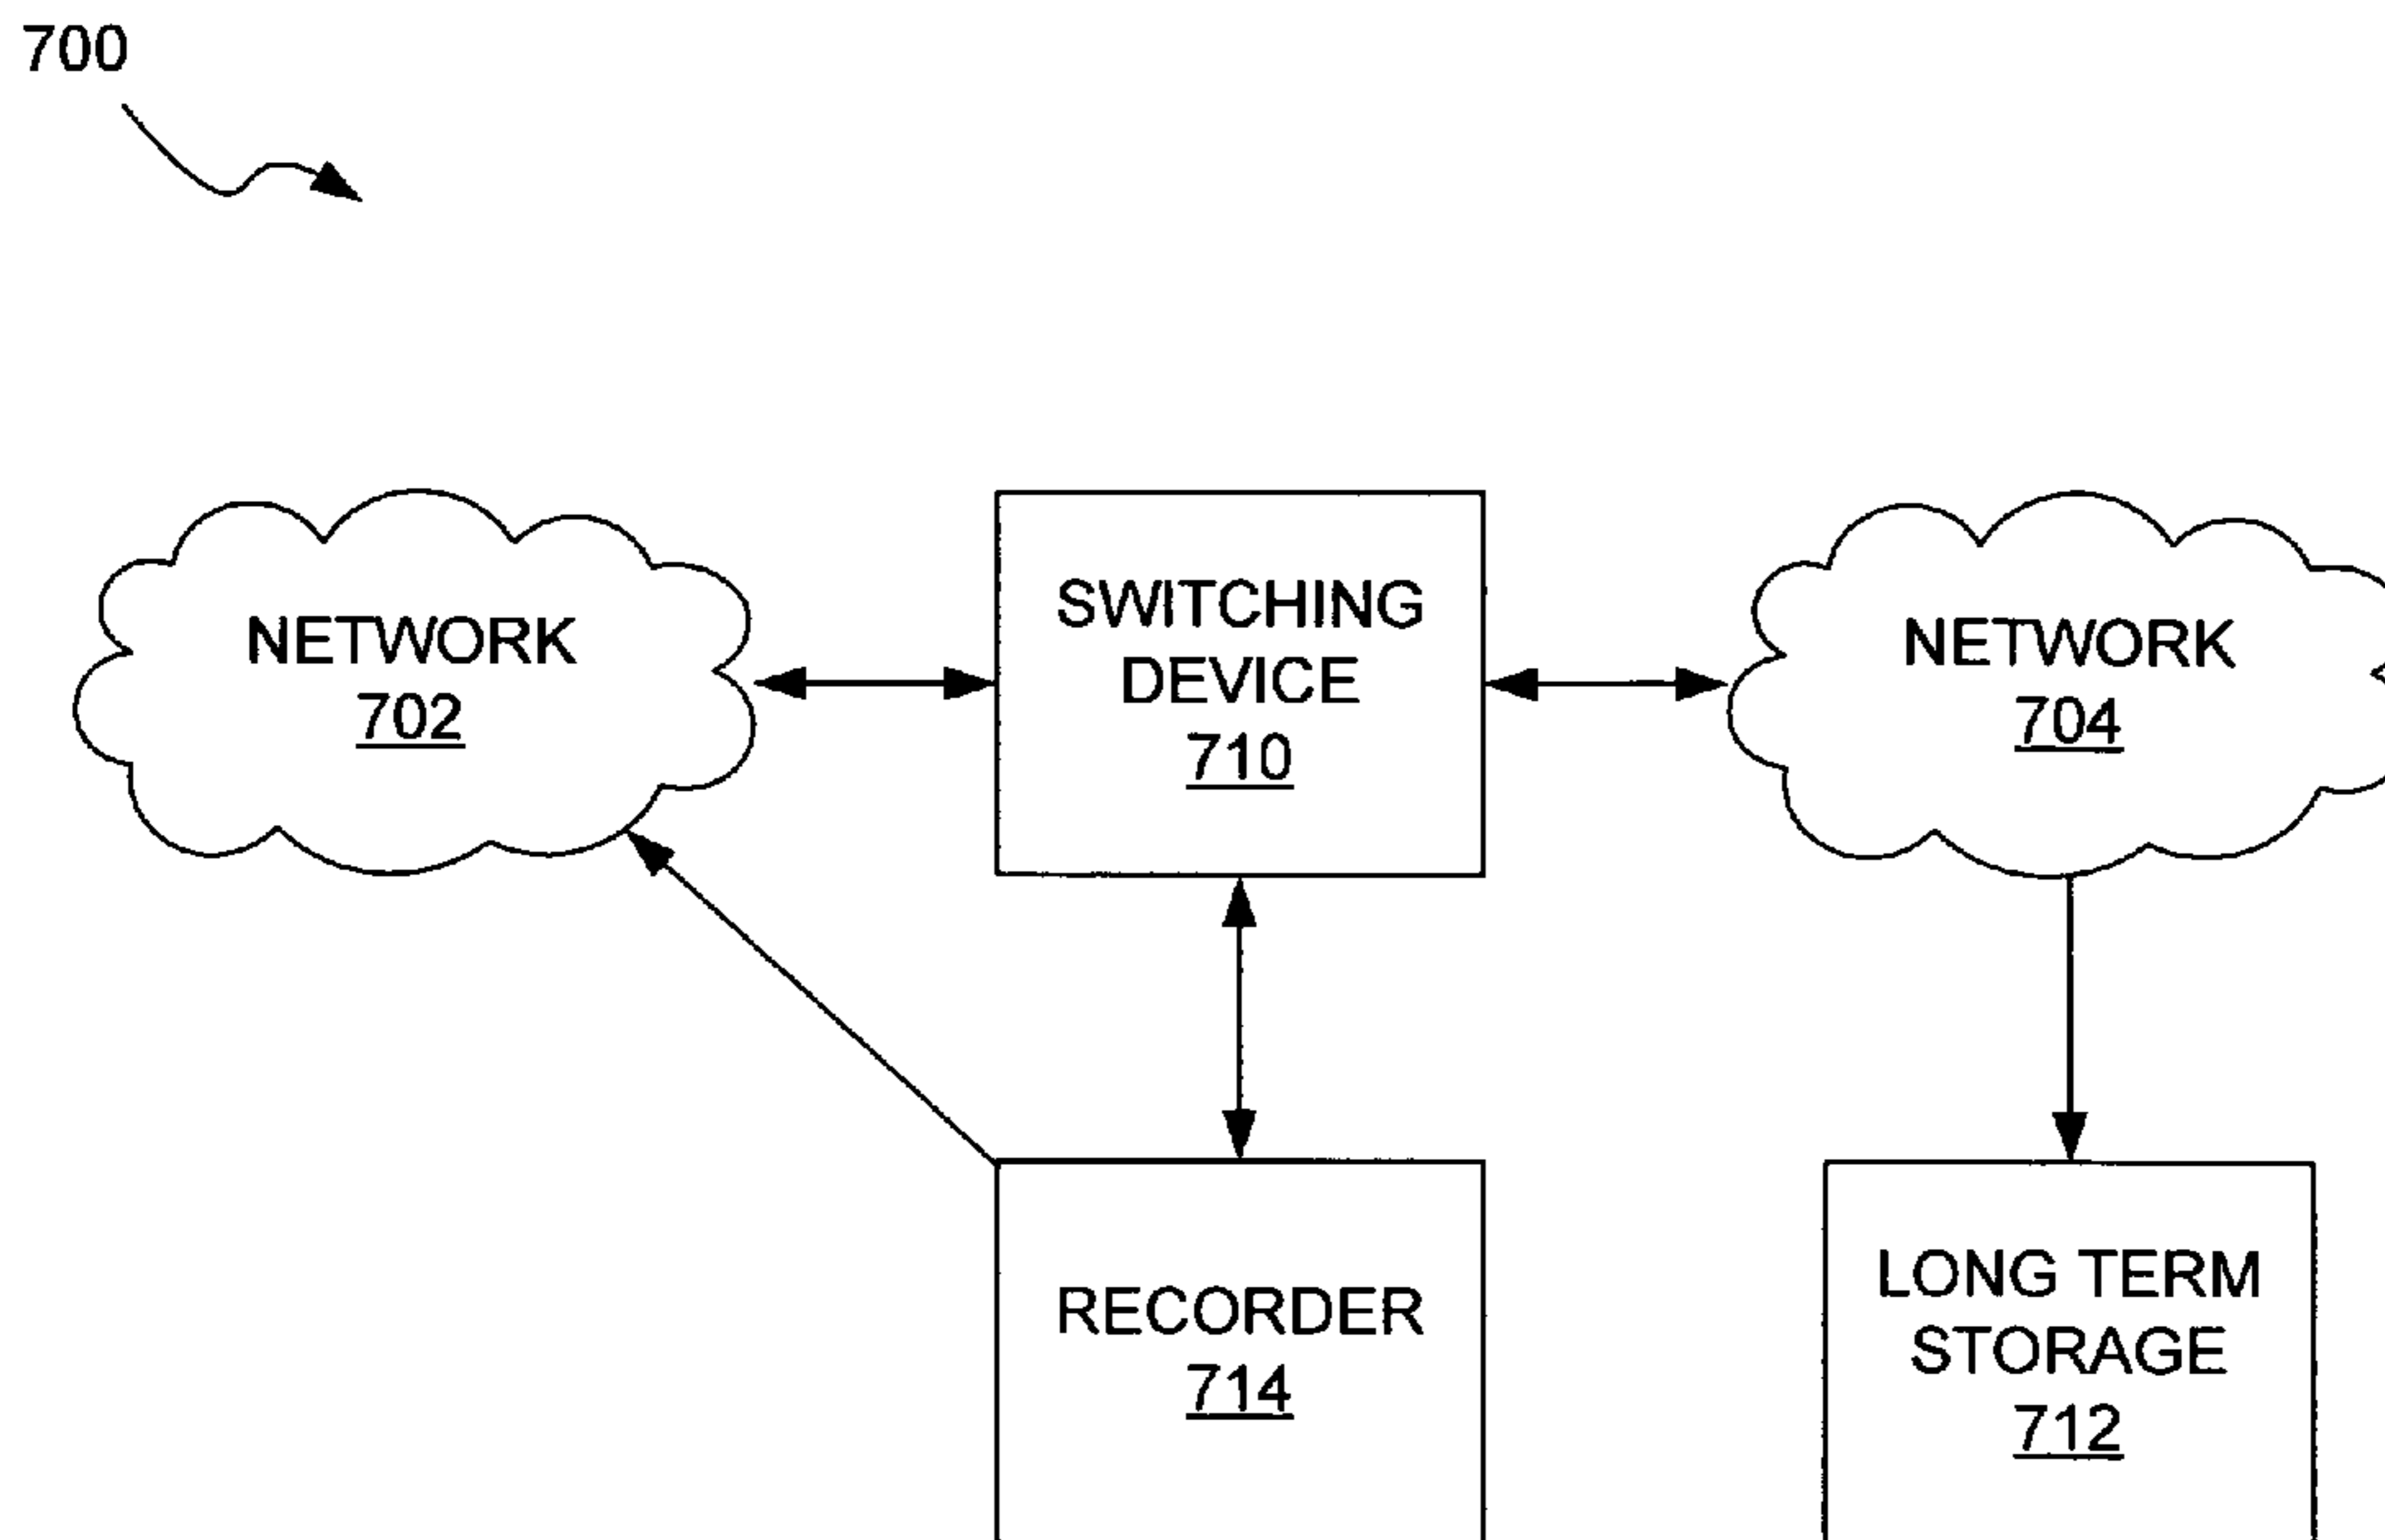 700
NETWORK
702
SWITCHING
DEVICE
710
NETWORK
704
RECORDER
714
LONG TERM
STORAGE
712